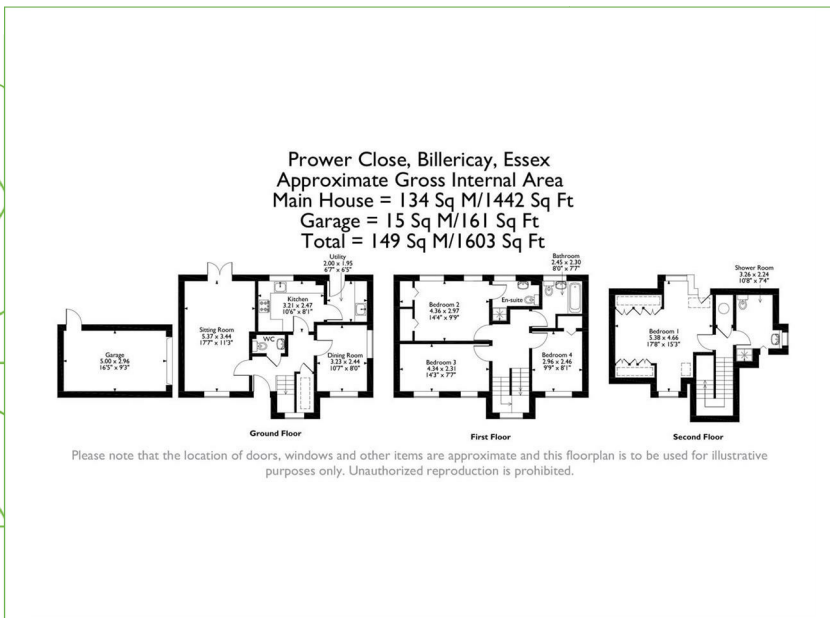 Prower Close, Billericay, Essex
Approximate Gross Internal Area
Main House = 134 Sq M/1442 Sq Ft
Garage = 15 Sq M/161 Sq Ft
Total = 149 Sq M/1603 Sq Ft
Garage
5.00 x 2.96
16'5" x 9'3"
Sitting Room
5.37 x 3.44
17'7" x 11'3"
Kitchen
3.21 x 2.47
10'6" x 8'1"
Utility
2.00 x 1.95
6'7" x 6'5"
WC
Dining Room
3.23 x 2.44
10'7" x 8'0"
Ground Floor
Bedroom 2
4.36 x 2.97
14'4" x 9'9"
En-suite
Bathroom
2.45 x 2.30
8'0" x 7'7"
Bedroom 3
4.34 x 2.31
14'3" x 7'7"
Bedroom 4
2.96 x 2.46
9'9" x 8'1"
First Floor
Bedroom 1
5.38 x 4.66
17'8" x 15'3"
Shower Room
3.26 x 2.24
10'8" x 7'4"
Second Floor
Please note that the location of doors, windows and other items are approximate and this floorplan is to be used for illustrative
purposes only. Unauthorized reproduction is prohibited.